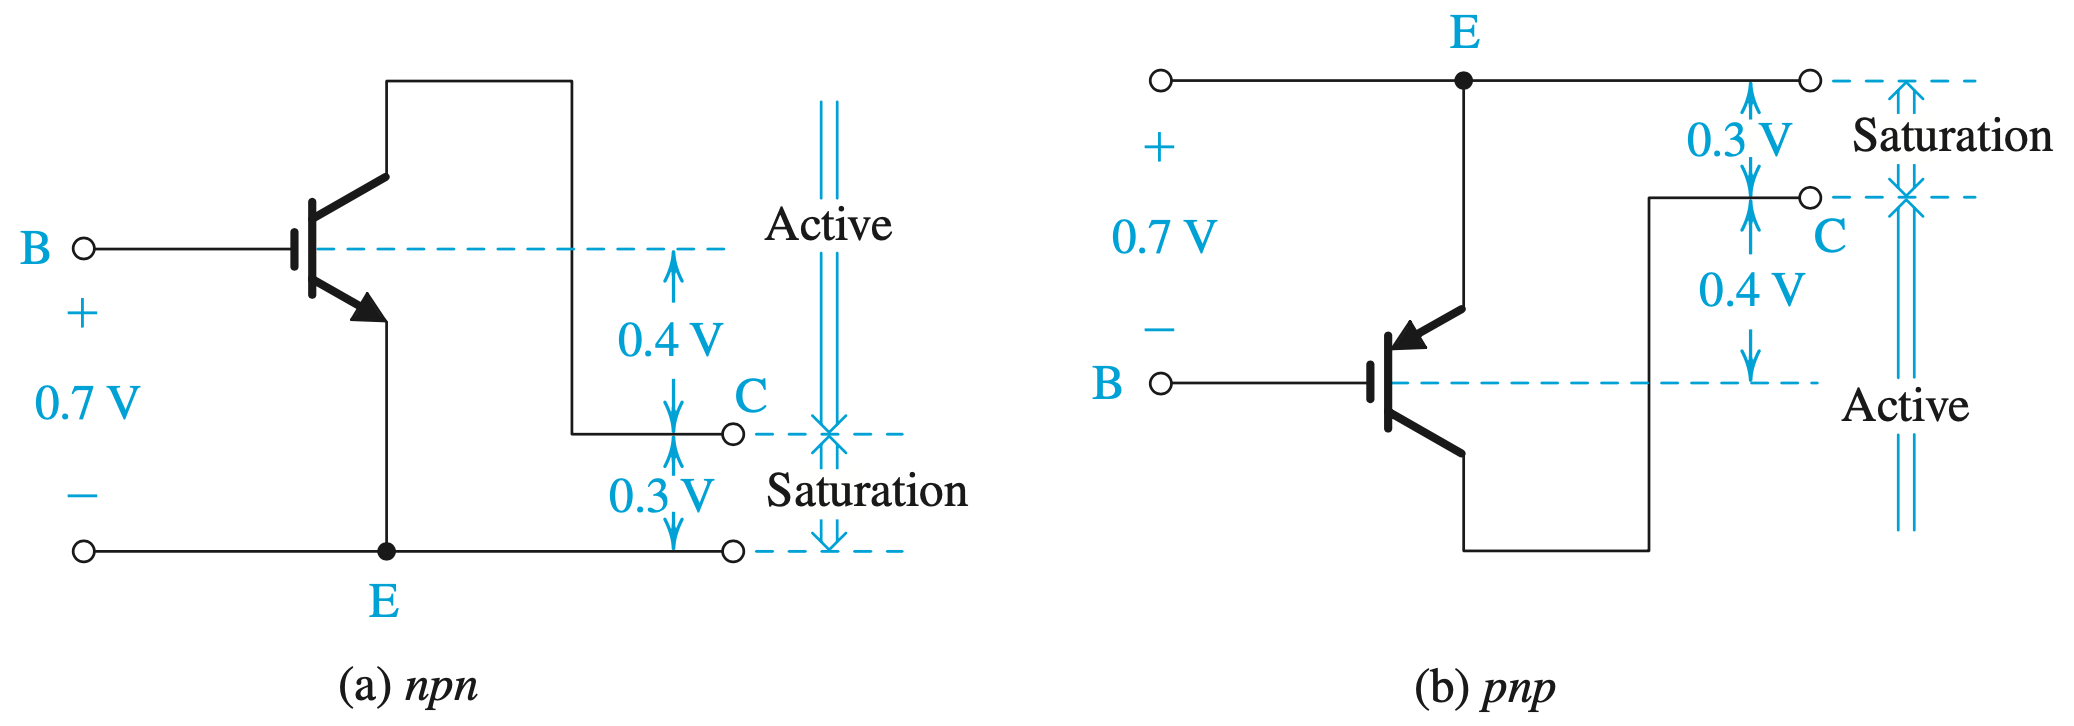 E
0.3 V
Saturation
Active
B
+
0.7 V
−
0.4 V
C
0.3 V
Saturation
E
(a) npn
+
0.7 V
−
C
0.4 V
B
Active
(b) pnp